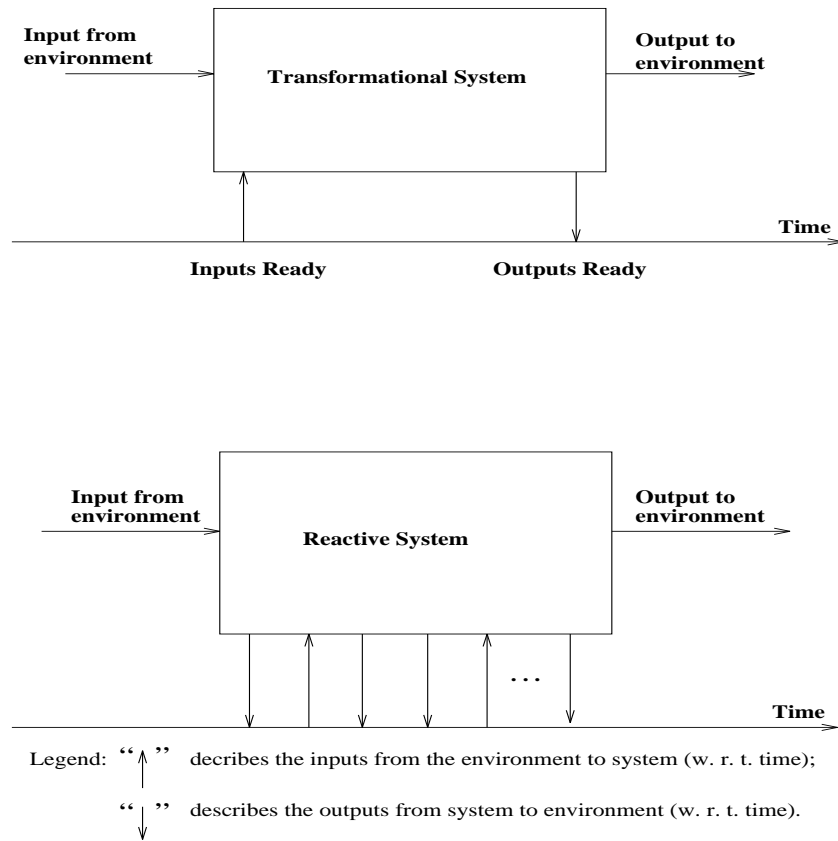 Input from
environment
Transformational System
Output to
environment
Time
Inputs Ready
Outputs Ready
Input from
environment
Reactive System
Output to
environment
...
Time
Legend: “ ” decribes the inputs from the environment to system (w. r. t. time);
“ ” describes the outputs from system to environment (w. r. t. time).